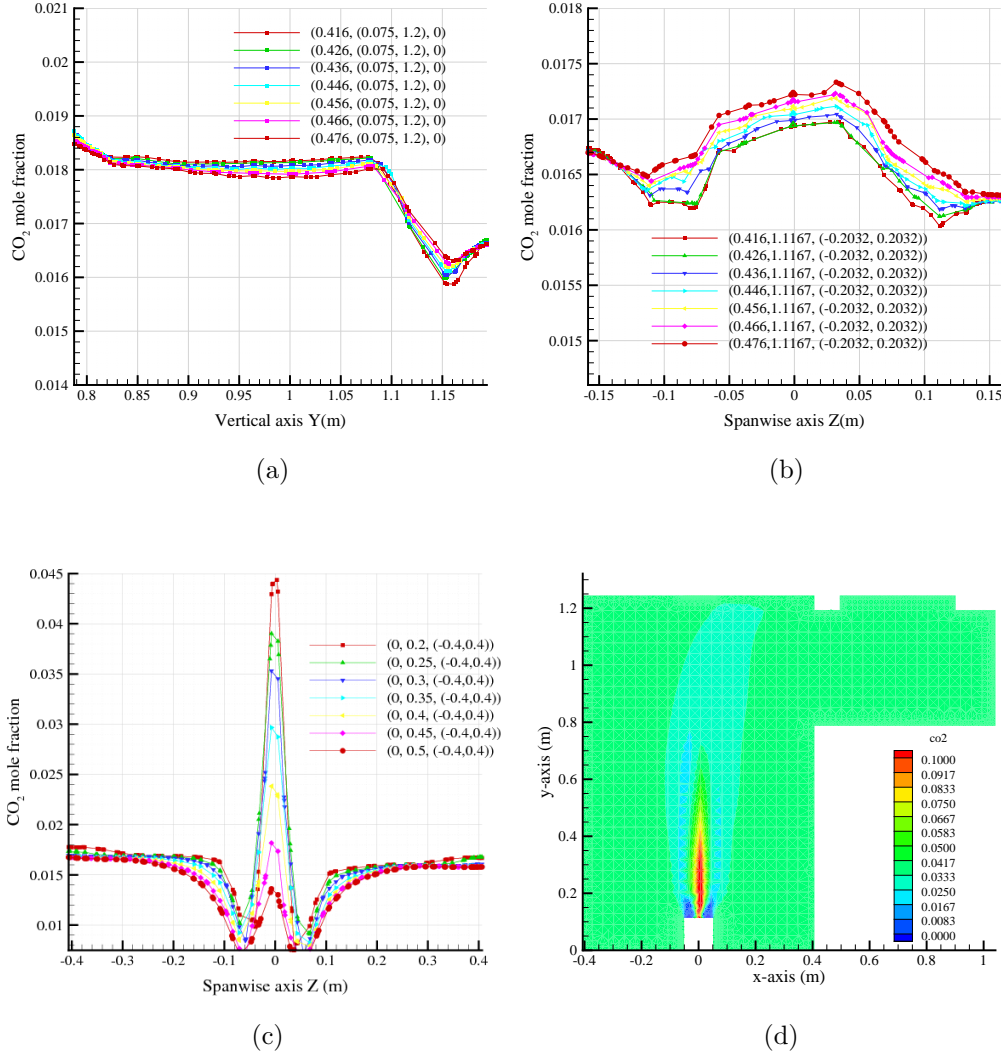 0.021
0.02
0.019
0.018
0.017
0.016
0.015
0.014
CO2 mole fraction
(0.416, (0.075, 1.2), 0)
(0.426, (0.075, 1.2), 0)
(0.436, (0.075, 1.2), 0)
(0.446, (0.075, 1.2), 0)
(0.456, (0.075, 1.2), 0)
(0.466, (0.075, 1.2), 0)
(0.476, (0.075, 1.2), 0)
0.8 0.85 0.9 0.95 1 1.05 1.1 1.15
Vertical axis Y(m)
(a)
0.018
0.0175
0.017
0.0165
0.016
0.0155
0.015
CO2 mole fraction
(0.416,1.1167, (-0.2032, 0.2032))
(0.426,1.1167, (-0.2032, 0.2032))
(0.436,1.1167, (-0.2032, 0.2032))
(0.446,1.1167, (-0.2032, 0.2032))
(0.456,1.1167, (-0.2032, 0.2032))
(0.466,1.1167, (-0.2032, 0.2032))
(0.476,1.1167, (-0.2032, 0.2032))
-0.15 -0.1 -0.05 0 0.05 0.1 0.15
Spanwise axis Z(m)
(b)
0.045
0.04
0.035
0.03
0.025
0.02
0.015
0.01
CO2 mole fraction
(0, 0.2, (-0.4,0.4))
(0, 0.25, (-0.4,0.4))
(0, 0.3, (-0.4,0.4))
(0, 0.35, (-0.4,0.4))
(0, 0.4, (-0.4,0.4))
(0, 0.45, (-0.4,0.4))
(0, 0.5, (-0.4,0.4))
-0.4 -0.3 -0.2 -0.1 0 0.1 0.2 0.3 0.4
Spanwise axis Z (m)
(c)
1.2
1
0.8
0.6
0.4
0.2
0
y-axis (m)
co2
0.1000
0.0917
0.0833
0.0750
0.0667
0.0583
0.0500
0.0417
0.0333
0.0250
0.0167
0.0083
0.0000
-0.4 -0.2 0 0.2 0.4 0.6 0.8 1
x-axis (m)
(d)